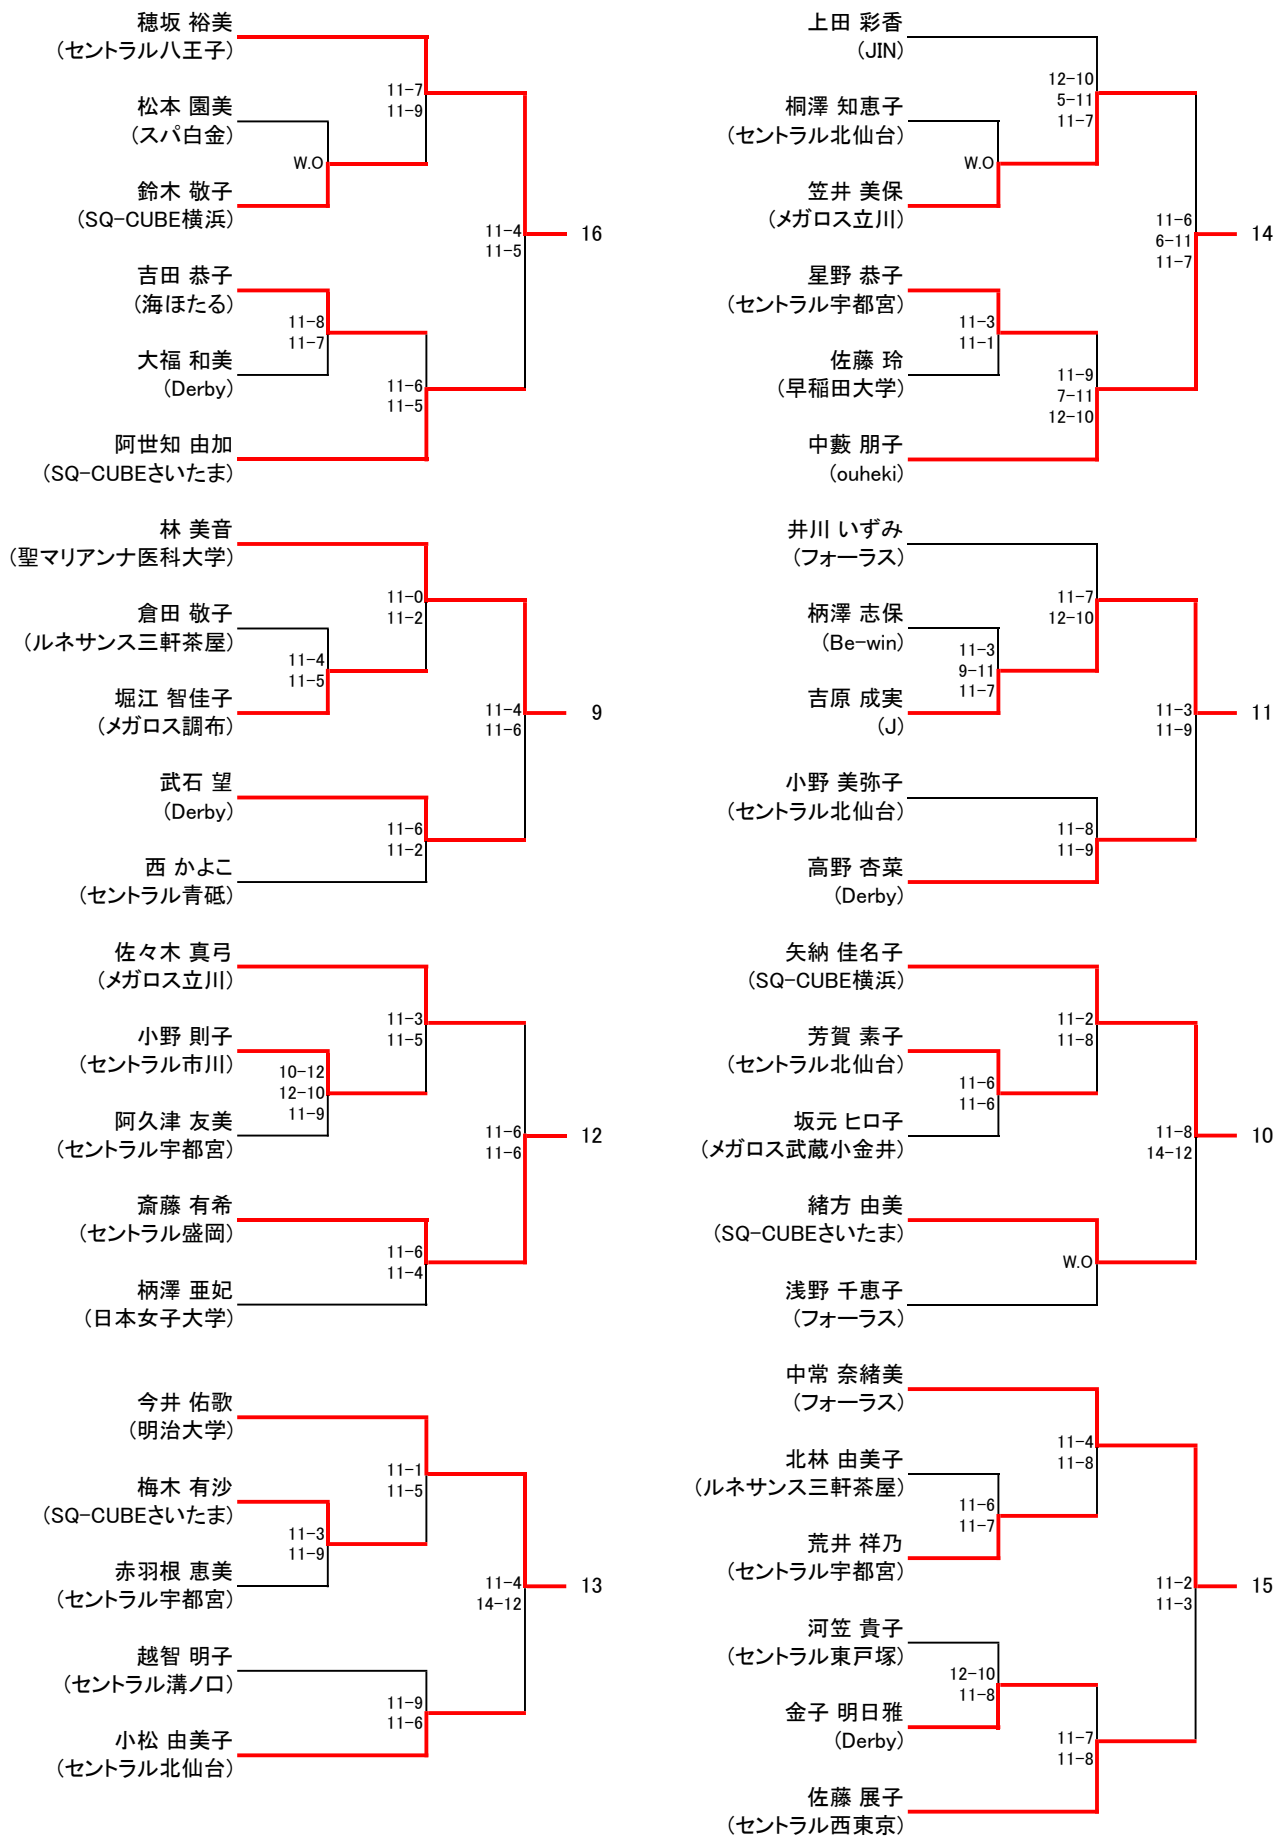 穂坂 裕美
(セントラル八王子)
11-7
11-9
松本 園美
(スパ白金)
W.O
鈴木 敬子
(SQ-CUBE横浜)
11-4
11-5
16
吉田 恭子
(海ほたる)
11-8
11-7
大福 和美
(Derby)
11-6
11-5
阿世知 由加
(SQ-CUBEさいたま)
林 美音
(聖マリアンナ医科大学)
11-0
11-2
倉田 敬子
(ルネサンス三軒茶屋)
11-4
11-5
堀江 智佳子
(メガロス調布)
11-4
11-6
9
武石 望
(Derby)
11-6
11-2
西 かよこ
(セントラル青砥)
佐々木 真弓
(メガロス立川)
11-3
11-5
小野 則子
(セントラル市川)
10-12
12-10
11-9
阿久津 友美
(セントラル宇都宮)
11-6
11-6
12
斎藤 有希
(セントラル盛岡)
11-6
11-4
柄澤 亜妃
(日本女子大学)
今井 佑歌
(明治大学)
11-1
11-5
梅木 有沙
(SQ-CUBEさいたま)
11-3
11-9
赤羽根 恵美
(セントラル宇都宮)
11-4
14-12
13
越智 明子
(セントラル溝ノ口)
11-9
11-6
小松 由美子
(セントラル北仙台)
上田 彩香
(JIN)
12-10
5-11
11-7
桐澤 知恵子
(セントラル北仙台)
W.O
笠井 美保
(メガロス立川)
11-6
6-11
11-7
14
星野 恭子
(セントラル宇都宮)
11-3
11-1
佐藤 玲
(早稲田大学)
11-9
7-11
12-10
中藪 朋子
(ouheki)
井川 いずみ
(フォーラス)
11-7
12-10
柄澤 志保
(Be-win)
11-3
9-11
11-7
吉原 成実
(J)
11-3
11-9
11
小野 美弥子
(セントラル北仙台)
11-8
11-9
高野 杏菜
(Derby)
矢納 佳名子
(SQ-CUBE横浜)
11-2
11-8
芳賀 素子
(セントラル北仙台)
11-6
11-6
坂元 ヒロ子
(メガロス武蔵小金井)
11-8
14-12
10
緒方 由美
(SQ-CUBEさいたま)
W.O
浅野 千恵子
(フォーラス)
中常 奈緒美
(フォーラス)
11-4
11-8
北林 由美子
(ルネサンス三軒茶屋)
11-6
11-7
荒井 祥乃
(セントラル宇都宮)
11-2
11-3
15
河笠 貴子
(セントラル東戸塚)
12-10
11-8
金子 明日雅
(Derby)
11-7
11-8
佐藤 展子
(セントラル西東京)